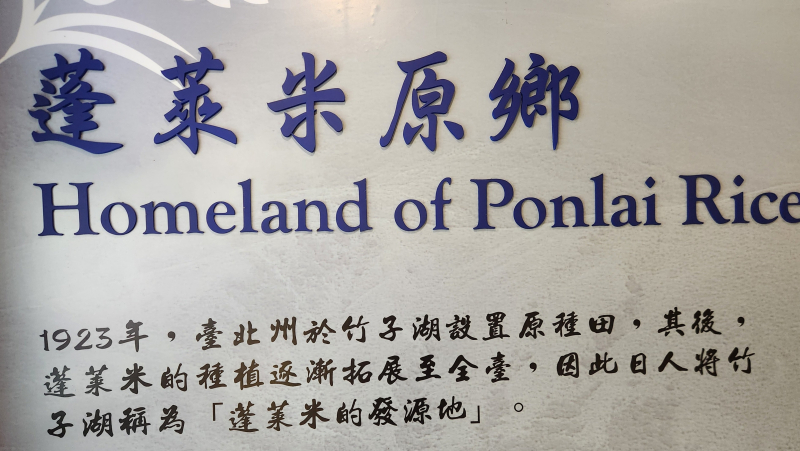 蓬萊米原鄉
Homeland of Ponlai Rice
1923年，臺北州於竹子湖設置原種田，其後，
蓬萊米的種植逐漸拓展至全臺，因此日人將竹
子湖稱為「蓬萊米的發源地」。